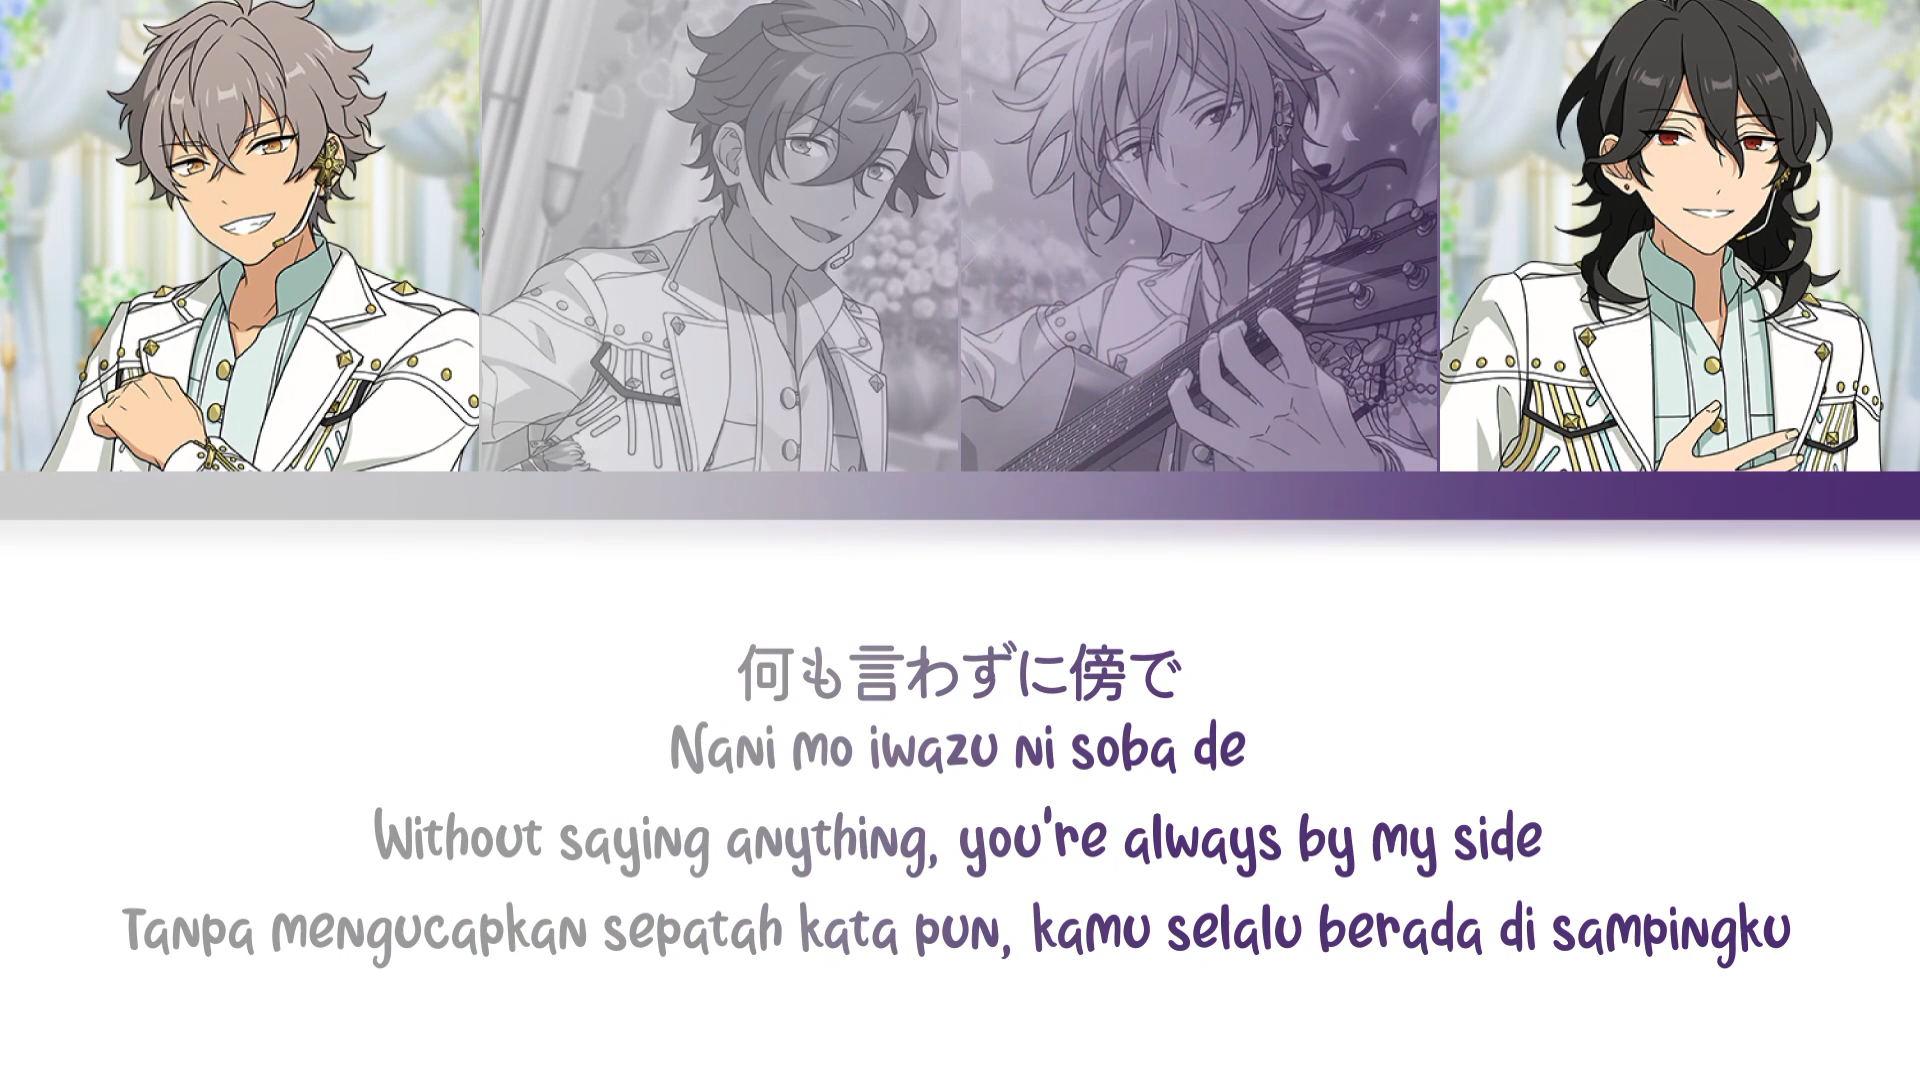 何も言わずに傍で
Nani mo iwazu ni soba de
Without saying anything, you're always by my side
Tanpa mengucapkan sepatah kata pun, kamu selalu berada di sampingku